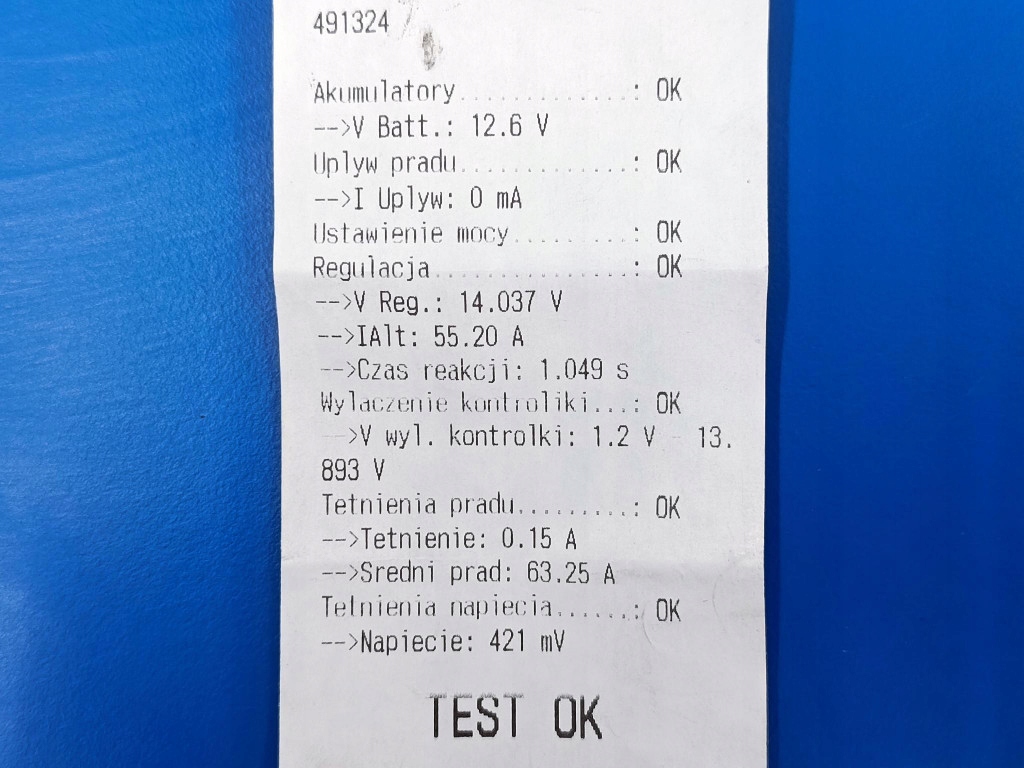 491324
Akumulatory..............: OK
-->V Batt.: 12.6 V
Uplyw pradu.............: OK
-->I Uplyw: 0 mA
Ustawienie mocy.........: OK
Regulacja...............: OK
-->V Reg.: 14.037 V
-->IAlt: 55.20 A
-->Czas reakcji: 1.049 s
Wylaczenie kontroliki...: OK
-->V wyl. kontrolki: 1.2 V - 13.
893 V
Tetnienia pradu.........: OK
-->Tetnienie: 0.15 A
-->Sredni prad: 63.25 A
Tetnienia napiecia......: OK
-->Napiecie: 421 mV
TEST OK